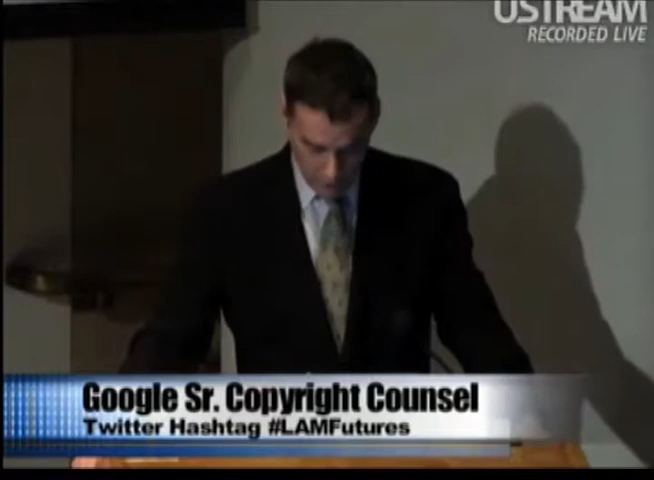 USTREAM
RECORDED LIVE
Google Sr. Copyright Counsel
Twitter Hashtag #LAMFutures